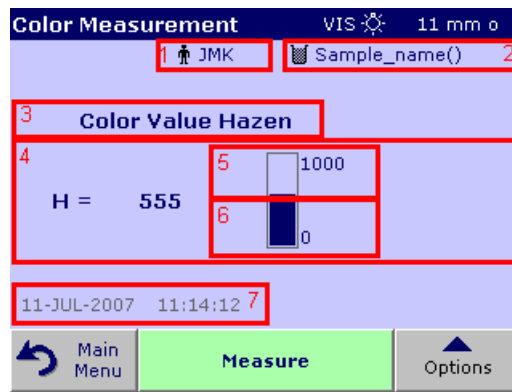 Color Measurement VIS 11 mm o
1 JMK Sample_name() 2
3 Color Value Hazen
4 5 1000
H = 555
6 0
11-JUL-2007 11:14:12 7
Main Menu Measure Options